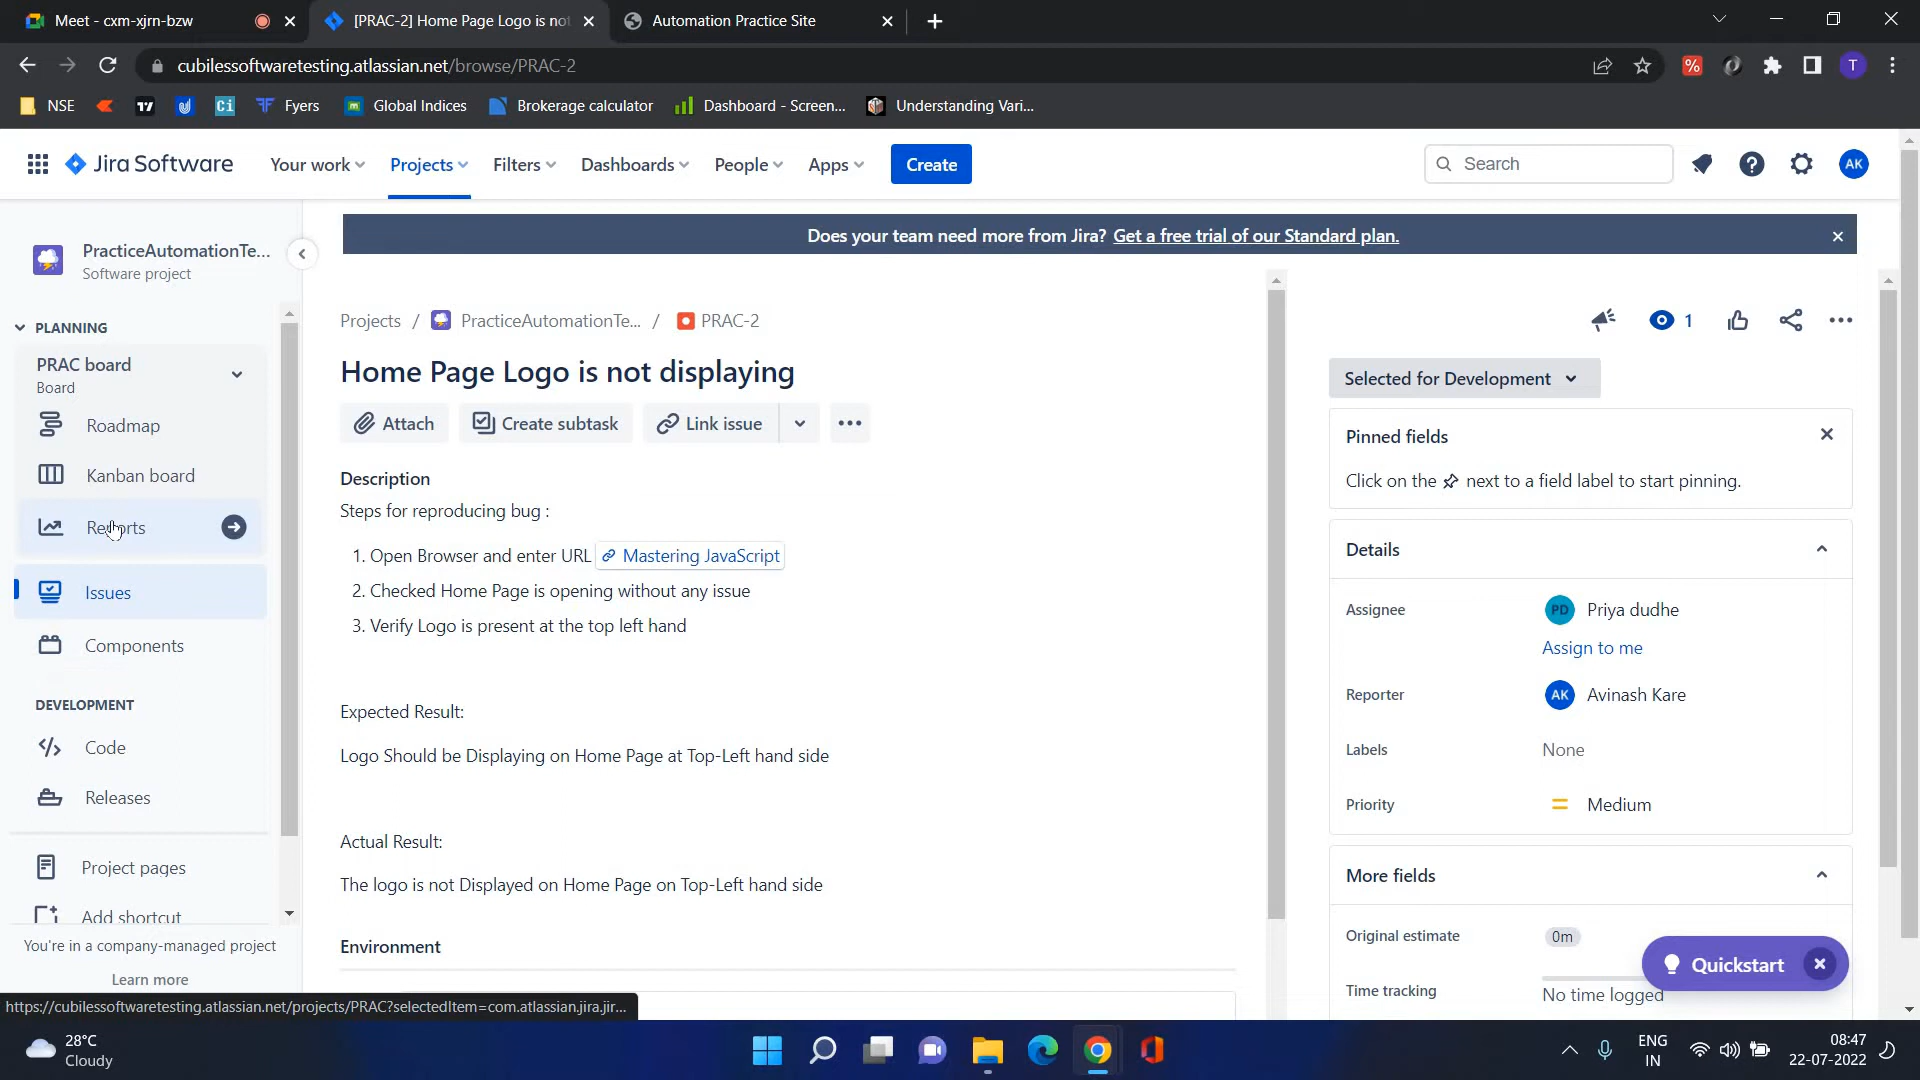 Meet - cxm-xjrn-bzw
[PRAC-2] Home Page Logo is not
Automation Practice Site
cubilessoftwaretesting.atlassian.net/browse/PRAC-2
T
NSE
Ci
Fyers
Global Indices
Brokerage calculator
Dashboard - Screen...
Understanding Vari...
Jira Software
Your work
Projects
Filters
Dashboards
People
Apps
Create
Search
AK
PracticeAutomationTe...
Software project
Does your team need more from Jira? Get a free trial of our Standard plan.
PLANNING
PRAC board
Board
Roadmap
Kanban board
Reports
Issues
Components
DEVELOPMENT
Code
Releases
Project pages
Add shortcut
You're in a company-managed project
Learn more
Projects / PracticeAutomationTe... / PRAC-2
1
Home Page Logo is not displaying
Attach
Create subtask
Link issue
Description
Steps for reproducing bug :
1. Open Browser and enter URL Mastering JavaScript
2. Checked Home Page is opening without any issue
3. Verify Logo is present at the top left hand
Expected Result:
Logo Should be Displaying on Home Page at Top-Left hand side
Actual Result:
The logo is not Displayed on Home Page on Top-Left hand side
Environment
Selected for Development
Pinned fields
Click on the next to a field label to start pinning.
Details
Assignee
PD Priya dudhe
Assign to me
Reporter
AK Avinash Kare
Labels
None
Priority
Medium
More fields
Original estimate
0m
Time tracking
No time logged
Quickstart
https://cubilessoftwaretesting.atlassian.net/projects/PRAC?selectedItem=com.atlassian.jira.jir...
28°C
Cloudy
ENG
IN
08:47
22-07-2022